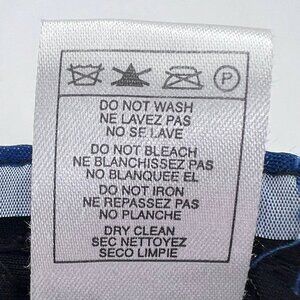 P
DO NOT WASH
NE LAVEZ PAS
NO SE LAVE
DO NOT BLEACH
NE BLANCHISSEZ PAS
NO BLANQUEE EL
DO NOT IRON
NE REPASSEZ PAS
NO PLANCHE
DRY CLEAN
SEC NETTOYEZ
SECO LIMPIE